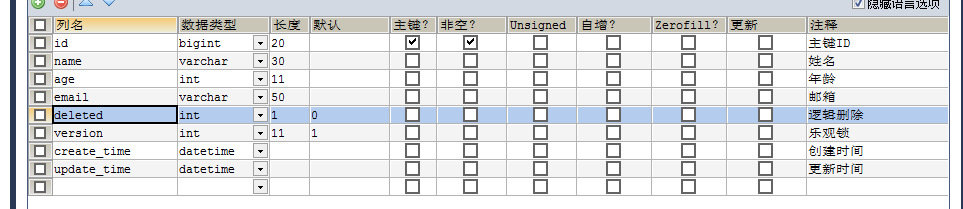 隐藏语言选项
列名 数据类型 长度 默认 主键? 非空? Unsigned 自增? Zerofill? 更新 注释
id bigint 20 主键ID
name varchar 30 姓名
age int 11 年龄
email varchar 50 邮箱
deleted int 1 0 逻辑删除
version int 11 1 乐观锁
create_time datetime 创建时间
update_time datetime 更新时间